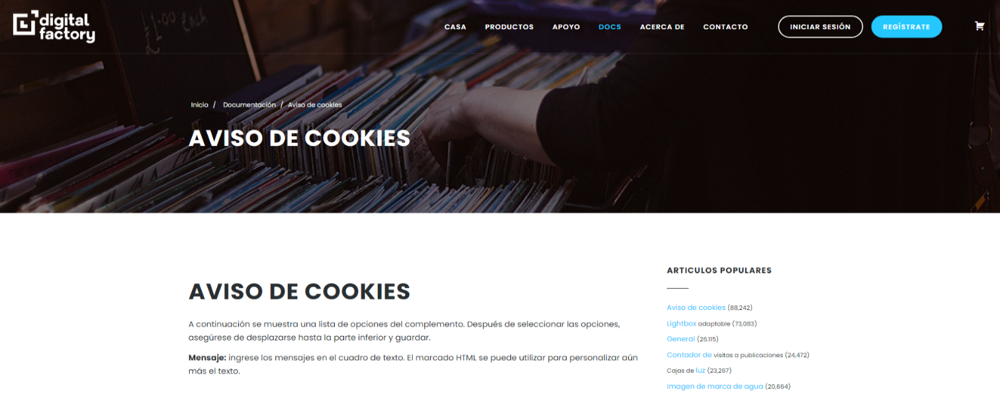 digital
factory
£1.00 each
CASA PRODUCTOS APOYO DOCS ACERCA DE CONTACTO INICIAR SESIÓN REGÍSTRATE
Inicio / Documentación / Aviso de cookies
AVISO DE COOKIES
AVISO DE COOKIES
A continuación se muestra una lista de opciones del complemento. Después de seleccionar las opciones,
asegúrese de desplazarse hasta la parte inferior y guardar.
Mensaje: ingrese los mensajes en el cuadro de texto. El marcado HTML se puede utilizar para personalizar aún
más el texto.
ARTICULOS POPULARES
Aviso de cookies (88,242)
Lightbox adaptable (73,083)
General (26.115)
Contador de visitas a publicaciones (24,472)
Cajas de luz (23,267)
Imagen de marca de agua (20,664)